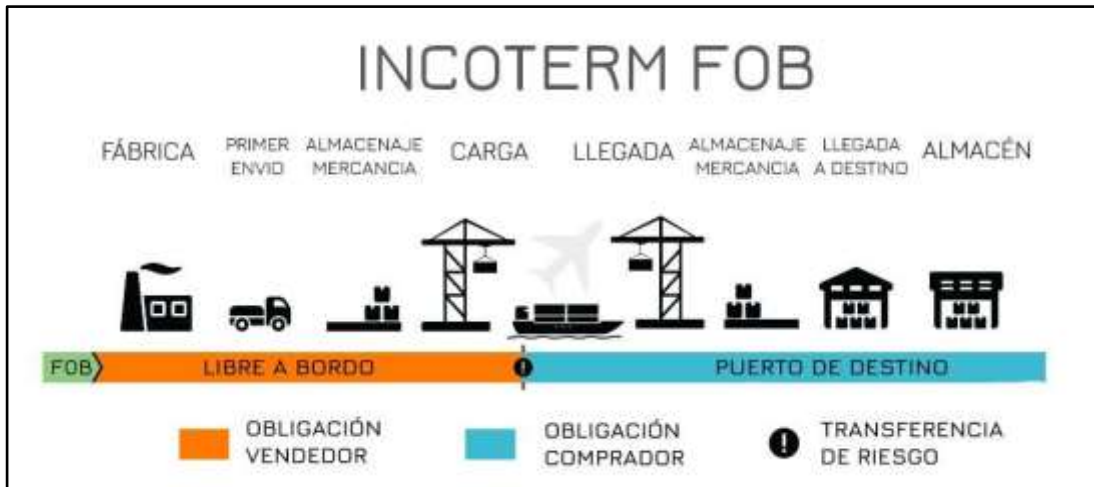 INCOTERM FOB
FÁBRICA
PRIMER
ENVIO
ALMACENAJE
MERCANCIA
CARGA
LLEGADA
ALMACENAJE
MERCANCIA
LLEGADA
A DESTINO
ALMACÉN
FOB
LIBRE A BORDO
!
PUERTO DE DESTINO
OBLIGACIÓN
VENDEDOR
OBLIGACIÓN
COMPRADOR
!
TRANSFERENCIA
DE RIESGO